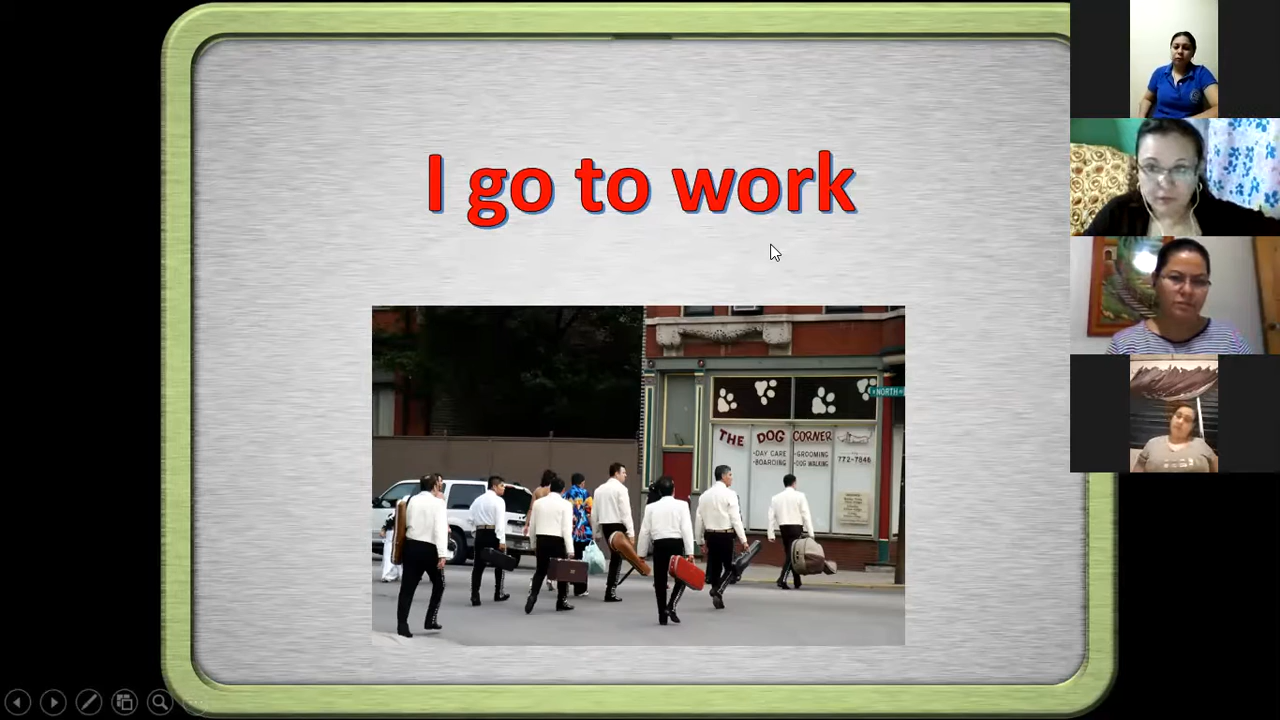 I go to work
NORTH
THE DOG CORNER
·DAY CARE ·GROOMING
·BOARDING ·DOG WALKING
772-7846